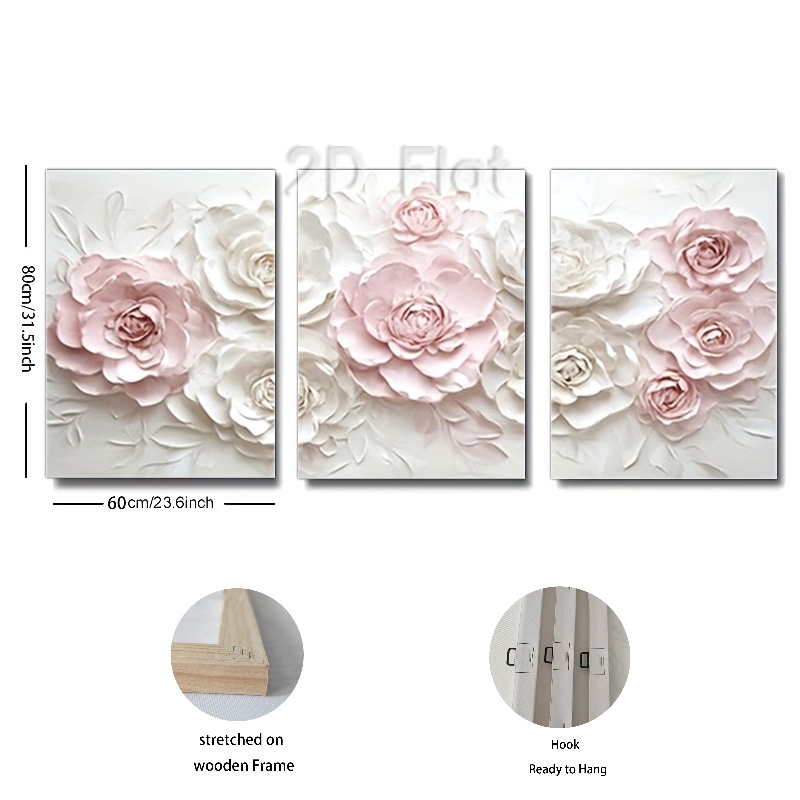 2D Flat
80cm/31.5inch
60cm/23.6inch
stretched on
wooden Frame
Hook
Ready to Hang